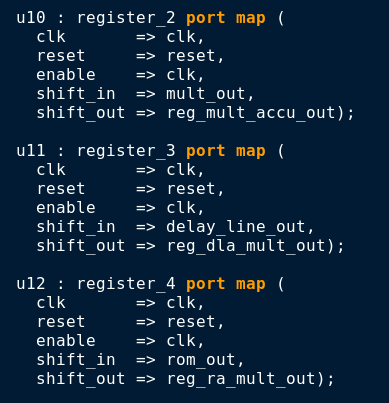 u10 : register_2 port map (
  clk       => clk,
  reset     => reset,
  enable    => clk,
  shift_in  => mult_out,
  shift_out => reg_mult_accu_out);

u11 : register_3 port map (
  clk       => clk,
  reset     => reset,
  enable    => clk,
  shift_in  => delay_line_out,
  shift_out => reg_dla_mult_out);

u12 : register_4 port map (
  clk       => clk,
  reset     => reset,
  enable    => clk,
  shift_in  => rom_out,
  shift_out => reg_ra_mult_out);